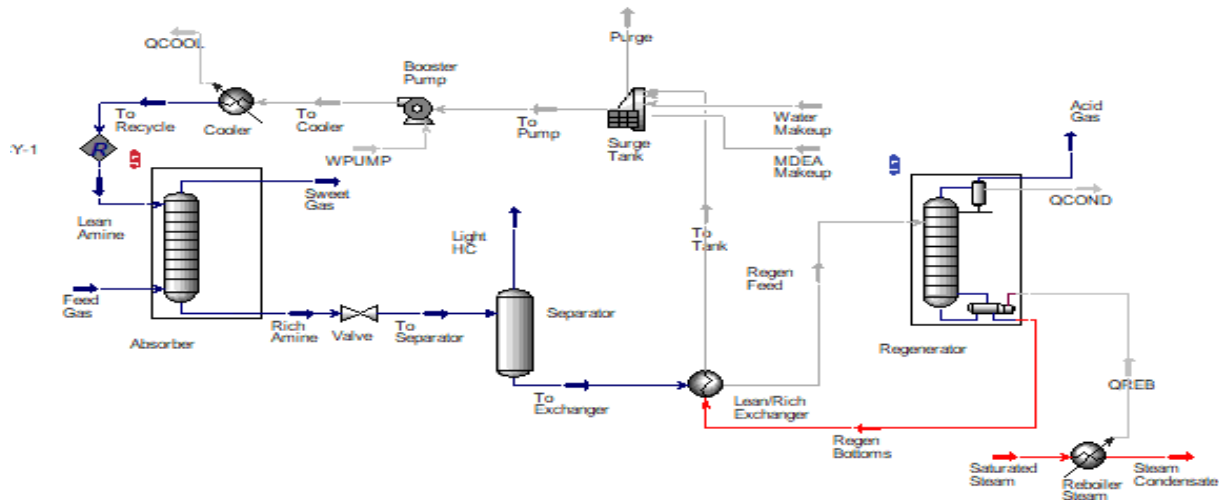 QCOOL
Purge
Booster
Pump
To
Recycle
Cooler
To
Cooler
To
Pump
Surge
Tank
Water
Makeup
MDEA
Makeup
WPUMP
:Y-1
R
Acid
Gas
QCOND
Sweet
Gas
Lean
Amine
Light
HC
To
Tank
Regen
Feed
Feed
Gas
Absorber
Rich
Amine
Valve
To
Separator
Separator
Regenerator
To
Exchanger
Lean/Rich
Exchanger
QREB
Regen
Bottoms
Saturated
Steam
Reboiler
Steam
Steam
Condensate